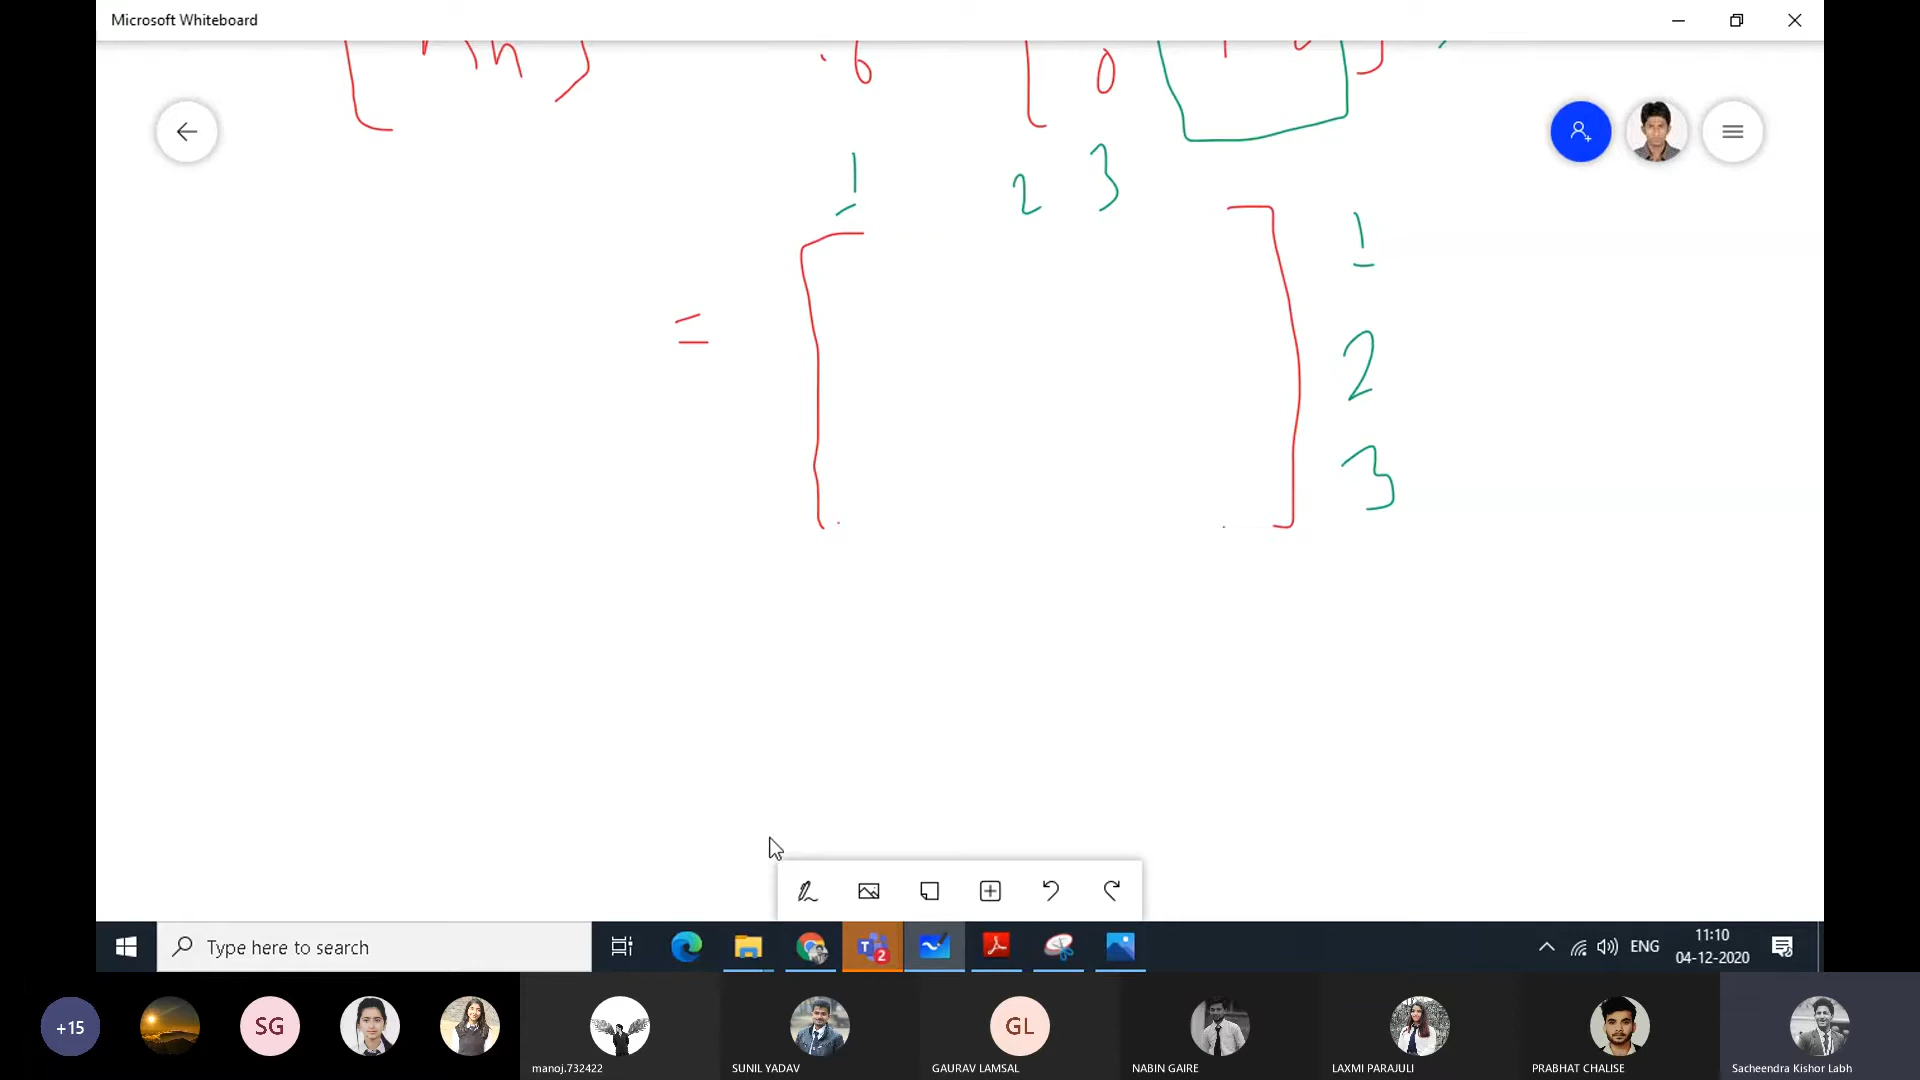 Microsoft Whiteboard
. 6
0
1 2 3
=
1
2
3
Type here to search
2
ENG
11:10
04-12-2020
+15
SG
GL
manoj.732422
SUNIL YADAV
GAURAV LAMSAL
NABIN GAIRE
LAXMI PARAJULI
PRABHAT CHALISE
Sacheendra Kishor Labh